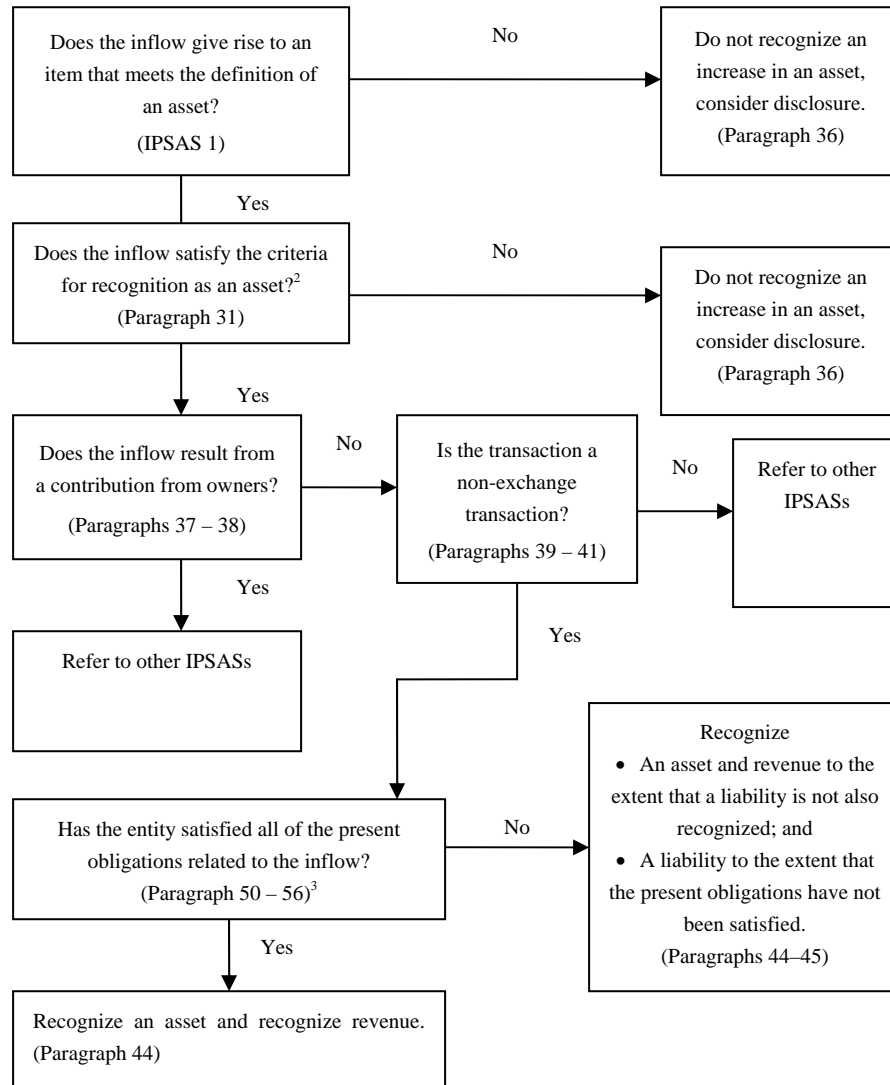 Does the inflow give rise to an
item that meets the definition of
an asset?
(IPSAS 1)
No
Do not recognize an
increase in an asset,
consider disclosure.
(Paragraph 36)
Yes
Does the inflow satisfy the criteria
for recognition as an asset?2
(Paragraph 31)
No
Do not recognize an
increase in an asset,
consider disclosure.
(Paragraph 36)
Yes
Does the inflow result from
a contribution from owners?
(Paragraphs 37 – 38)
No
Is the transaction a
non-exchange
transaction?
(Paragraphs 39 – 41)
No
Refer to other
IPSASs
Yes
Refer to other IPSASs
Yes
Has the entity satisfied all of the present
obligations related to the inflow?
(Paragraph 50 – 56)3
No
Recognize
• An asset and revenue to the
extent that a liability is not also
recognized; and
• A liability to the extent that
the present obligations have not
been satisfied.
(Paragraphs 44–45)
Yes
Recognize an asset and recognize revenue.
(Paragraph 44)